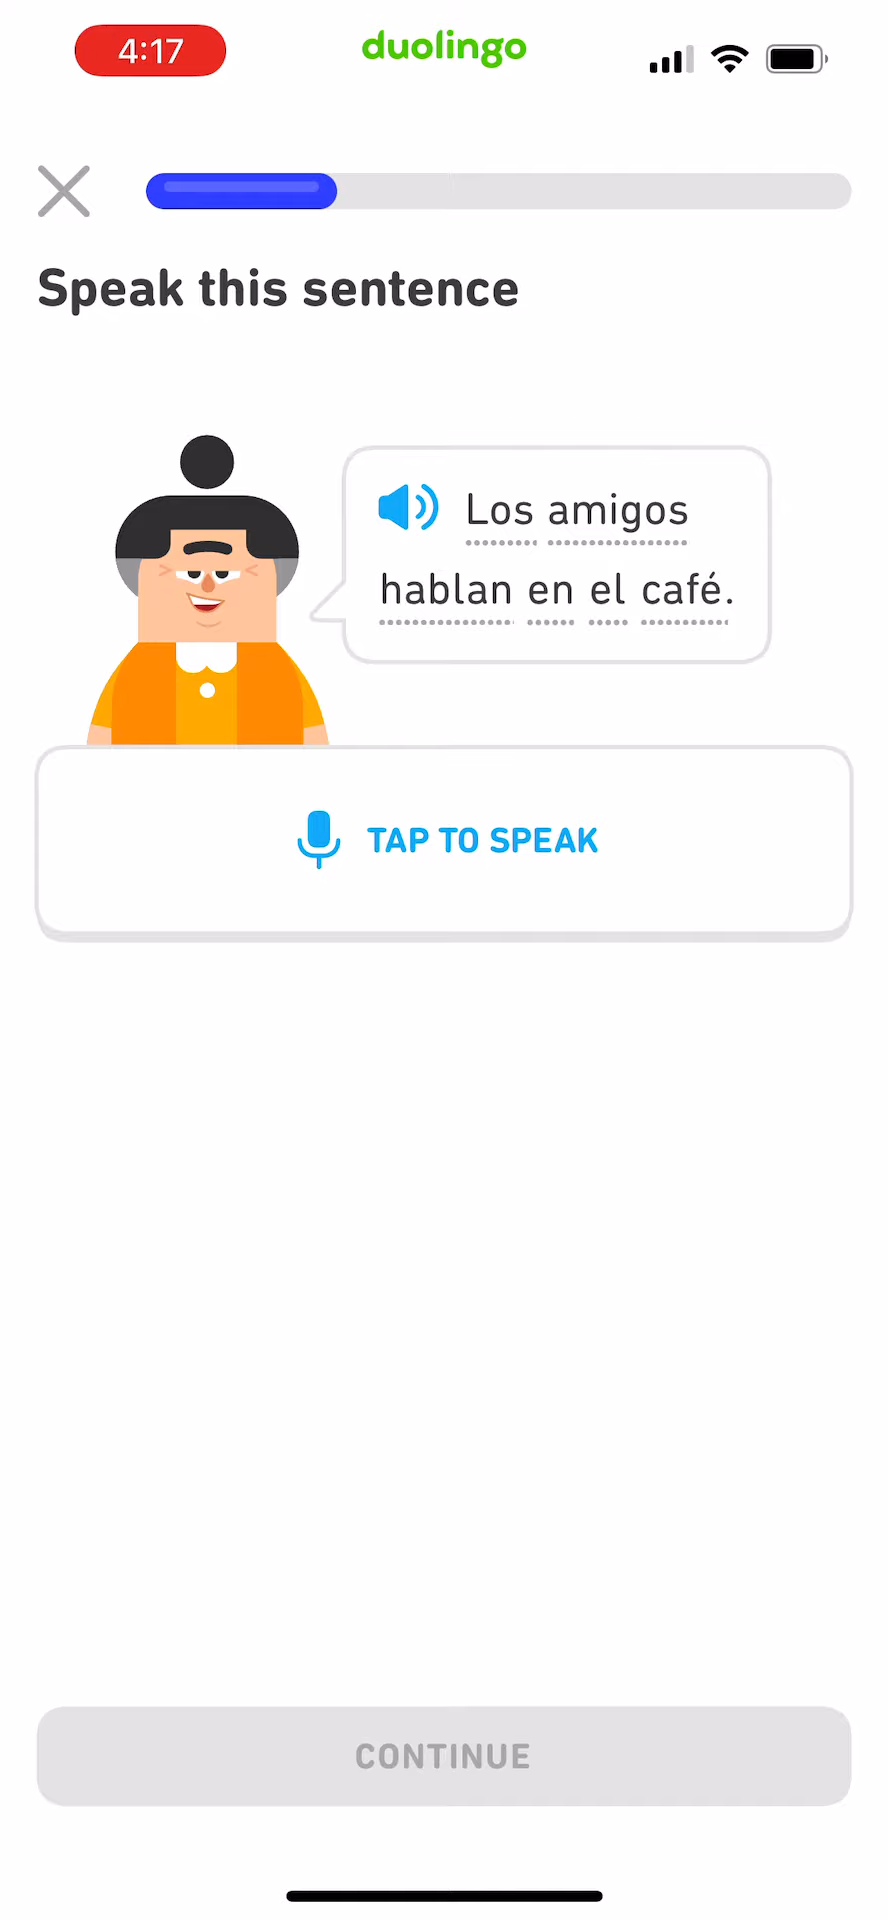 4:17
duolingo
Speak this sentence
Los amigos
hablan en el café.
TAP TO SPEAK
CONTINUE